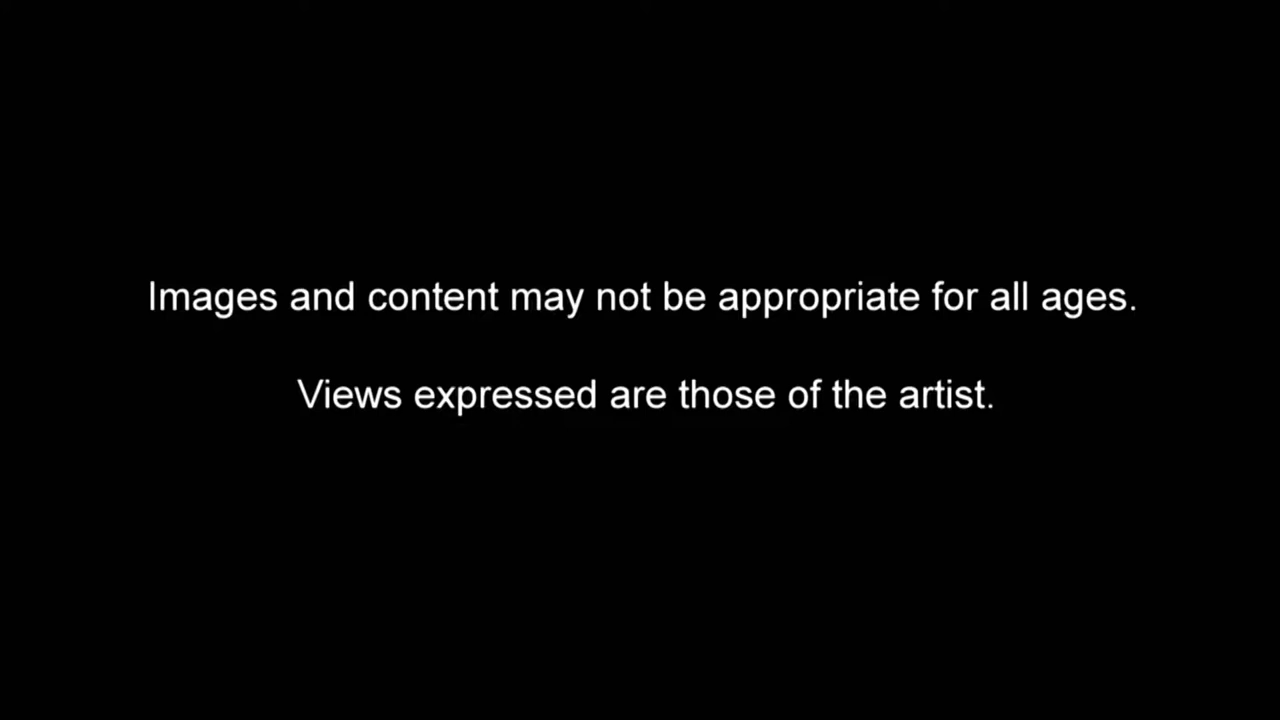 Images and content may not be appropriate for all ages.
Views expressed are those of the artist.